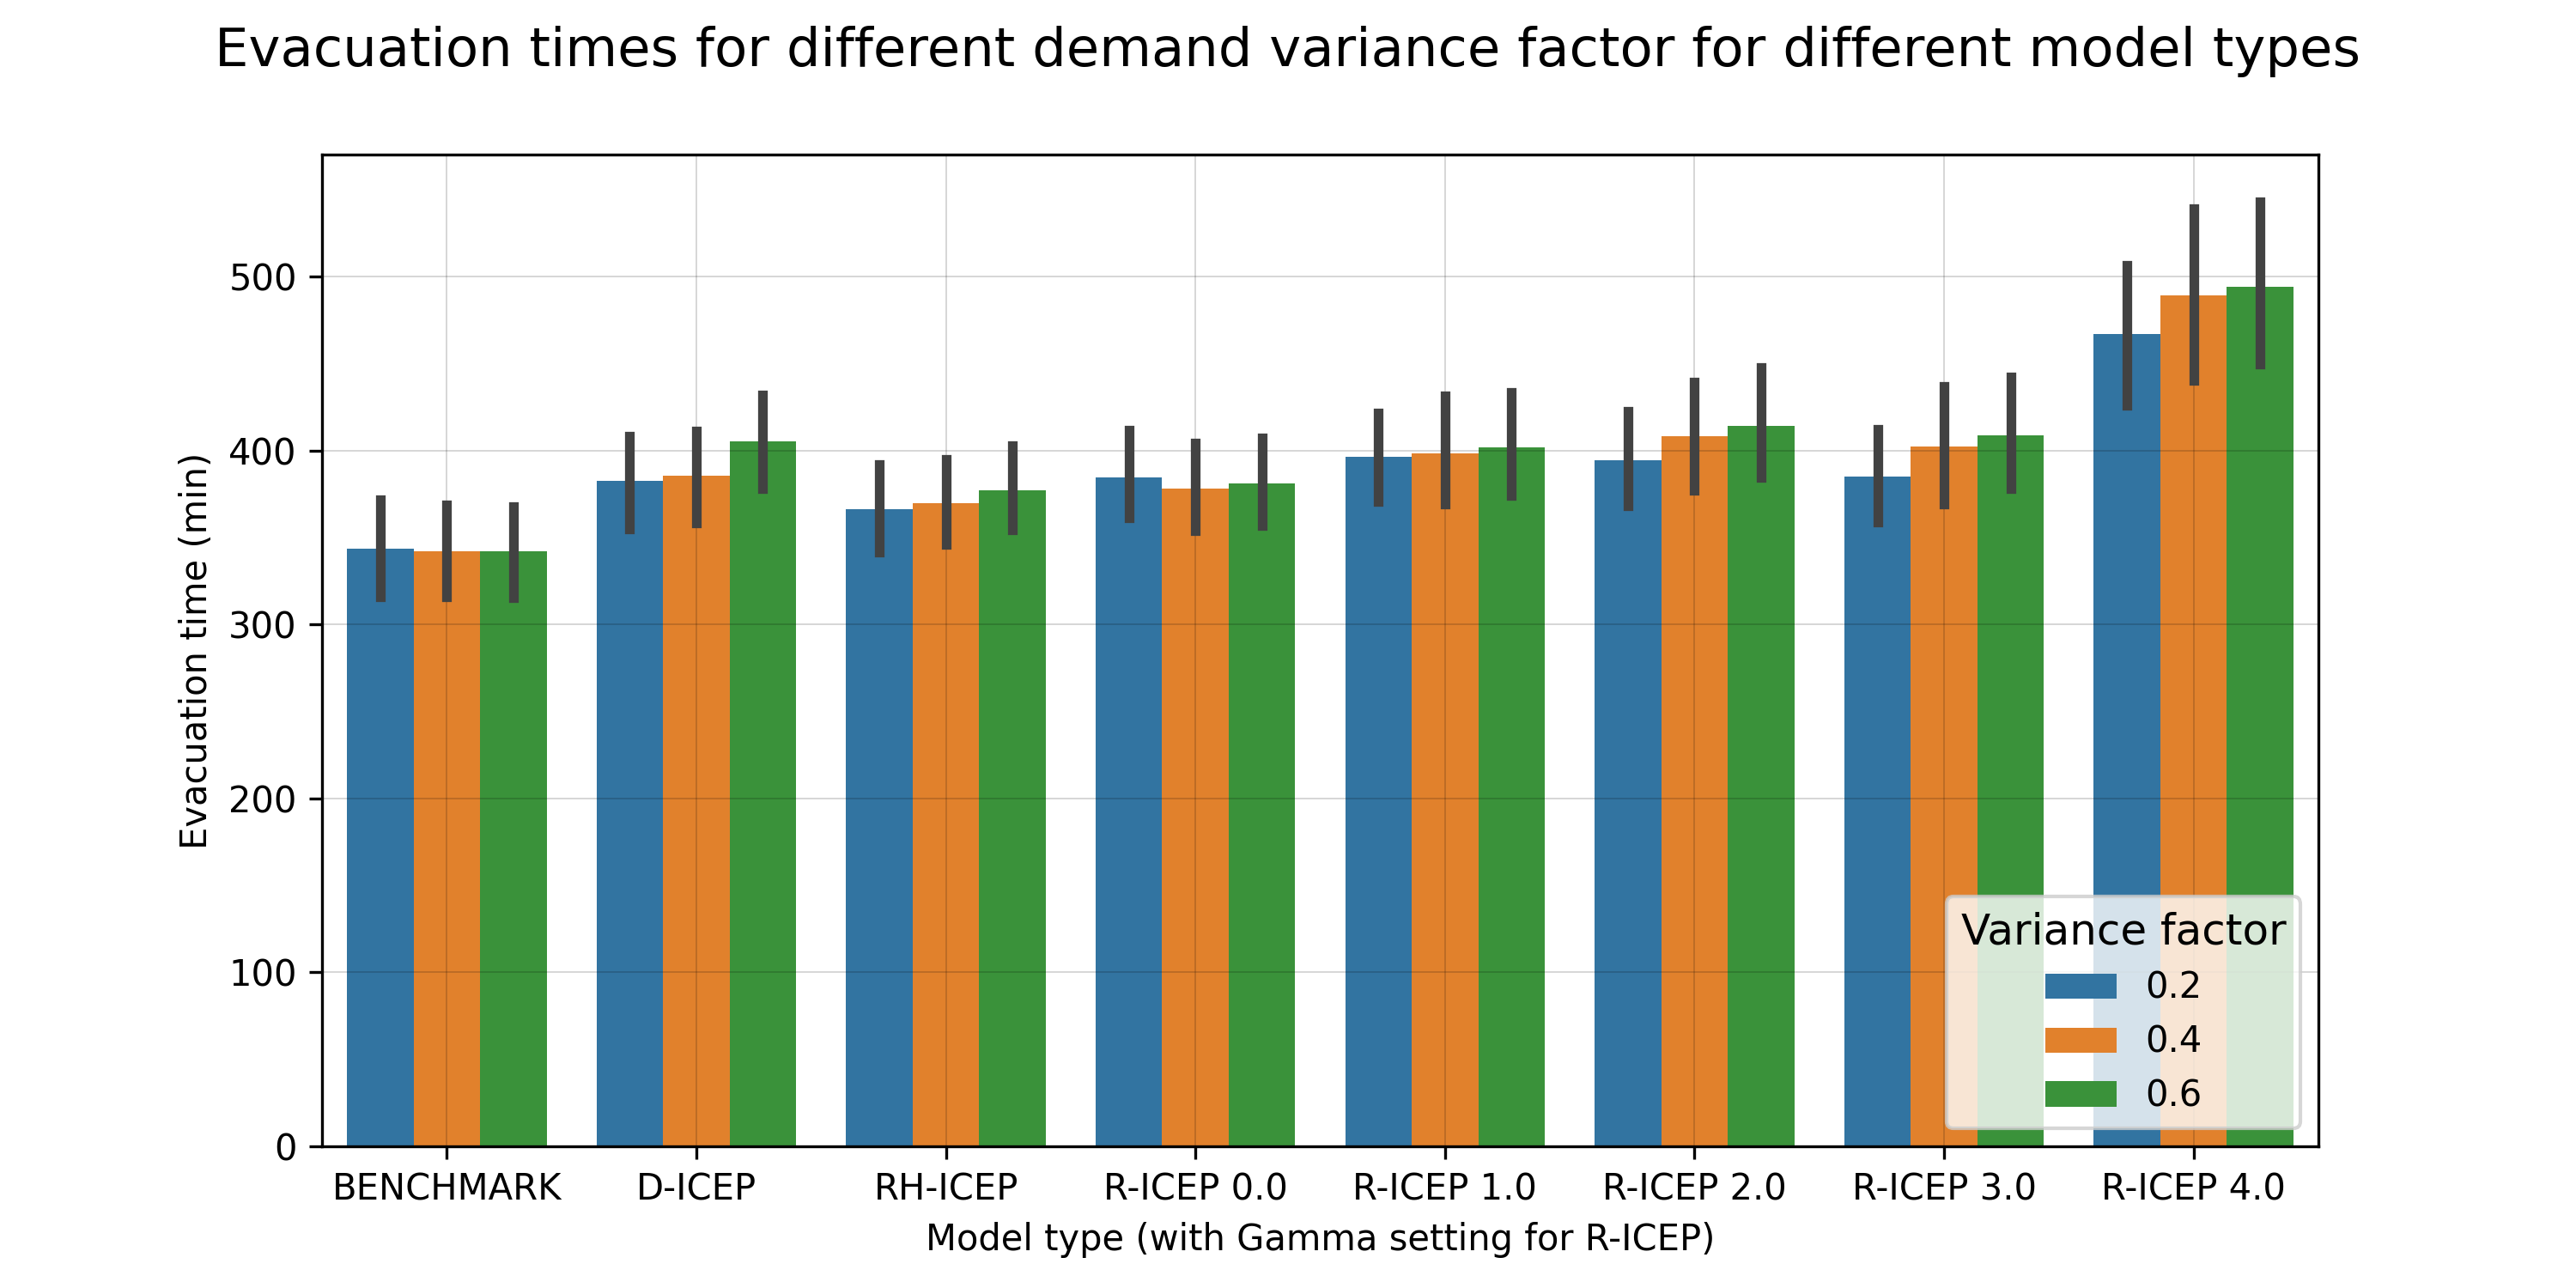 Evacuation times for different demand variance factor for different model types
Evacuation time (min)
500
400
300
200
100
0
Variance factor
0.2
0.4
0.6
BENCHMARK D-ICEP RH-ICEP R-ICEP 0.0 R-ICEP 1.0 R-ICEP 2.0 R-ICEP 3.0 R-ICEP 4.0
Model type (with Gamma setting for R-ICEP)